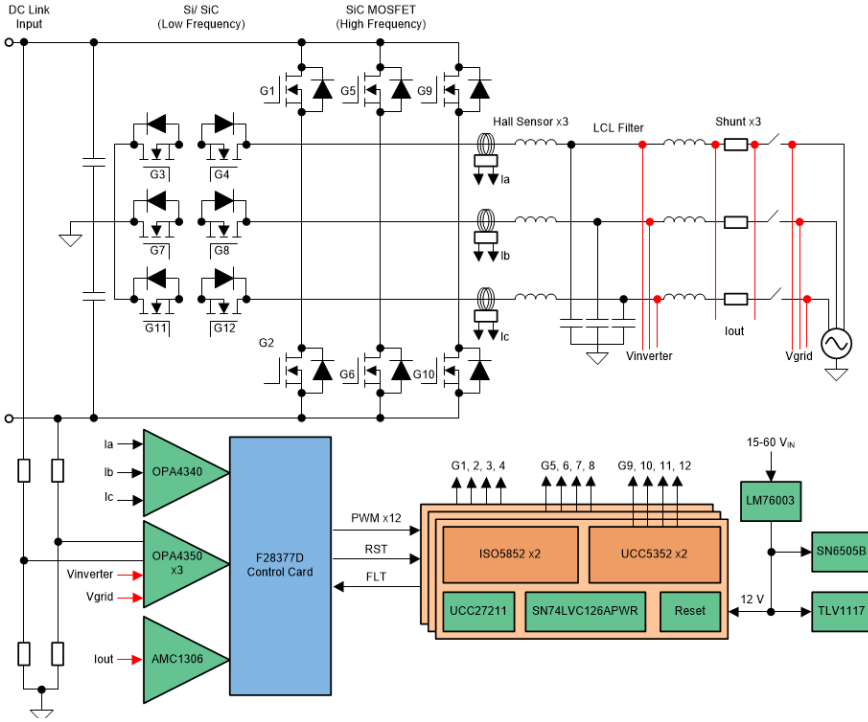 DC Link
Input
Si/ SiC
(Low Frequency)
SiC MOSFET
(High Frequency)
G1
G5
G9
Hall Sensor x3
LCL Filter
Shunt x3
G3
G4
Ia
G7
G8
Ib
G11
G12
Ic
G2
G6
G10
Vinverter
Iout
Vgrid
Ia
Ib
Ic
OPA4340
Vinverter
Vgrid
OPA4350
x3
Iout
AMC1306
F28377D
Control Card
PWM x12
RST
FLT
G1, 2, 3, 4
G5, 6, 7, 8
G9, 10, 11, 12
ISO5852 x2
UCC5352 x2
UCC27211
SN74LVC126APWR
Reset
15-60 VIN
LM76003
SN6505B
12 V
TLV1117